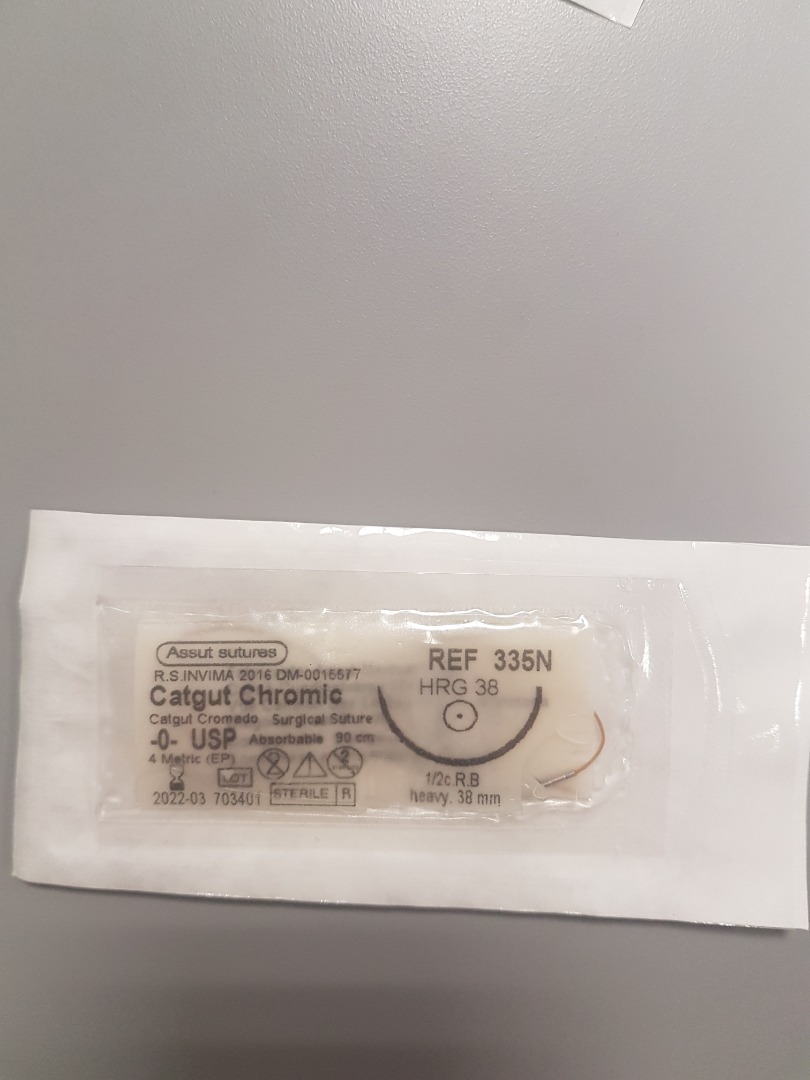 Assut sutures
R.S.INVIMA 2016 DM-0015577
Catgut Chromic
Catgut Cromado Surgical Suture
-0- USP Absorbable 90 cm
4 Metric (EP)
2
LOT
2022-03 703401 STERILE R
REF 335N
HRG 38
1/2c.R.B
heavy. 38 mm